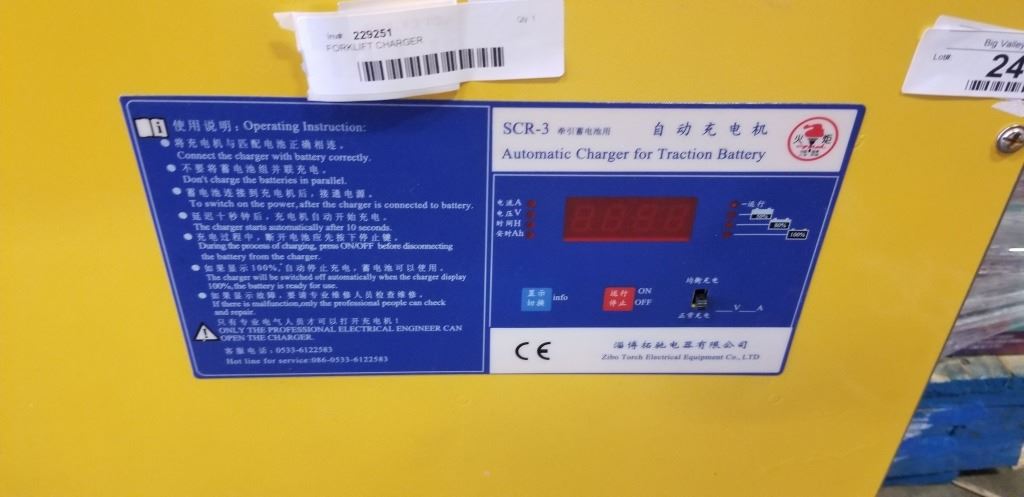 Inv# 229251
QN 1
FORKLIFT CHARGER
Big Valley
Lot#
24
使用说明：Operating Instruction:
将充电机与匹配电池正确相连。
Connect the charger with battery correctly.
不要将蓄电池组并联充电。
Don't charge the batteries in parallel.
蓄电池连接到充电机后，接通电源。
To switch on power, after the charger is connected to battery.
延迟十秒钟后，充电机自动开始充电。
The charger starts automatically after 10 seconds.
充电过程中，断开电池应先按下停止键。
During the process of charging, press ON/OFF before disconnecting
the battery from the charger.
如果显示100%，自动停止充电，蓄电池可以使用。
The charger will be switched off automatically when the charger display
100%,the battery is ready for use.
如果显示故障，要请专业维修人员检查维修。
If there is malfunction,only the professional people can check
and repair.
只有专业电气人员才可以打开充电机！
ONLY THE PROFESSIONAL ELECTRICAL ENGINEER CAN
OPEN THE CHARGER.
客服电话：0533-6122583
Hot line for service:086-0533-6122583
SCR-3 牵引蓄电池用 自动充电机
Automatic Charger for Traction Battery
火炬
电流A
电压V
时间H
安时Ah
运行
80%
100%
显示
切换
info
运行
停止
ON
OFF
均衡充电
正常充电
___V___A
CE
淄博拓驰电器有限公司
Zibo Torch Electrical Equipment Co., LTD